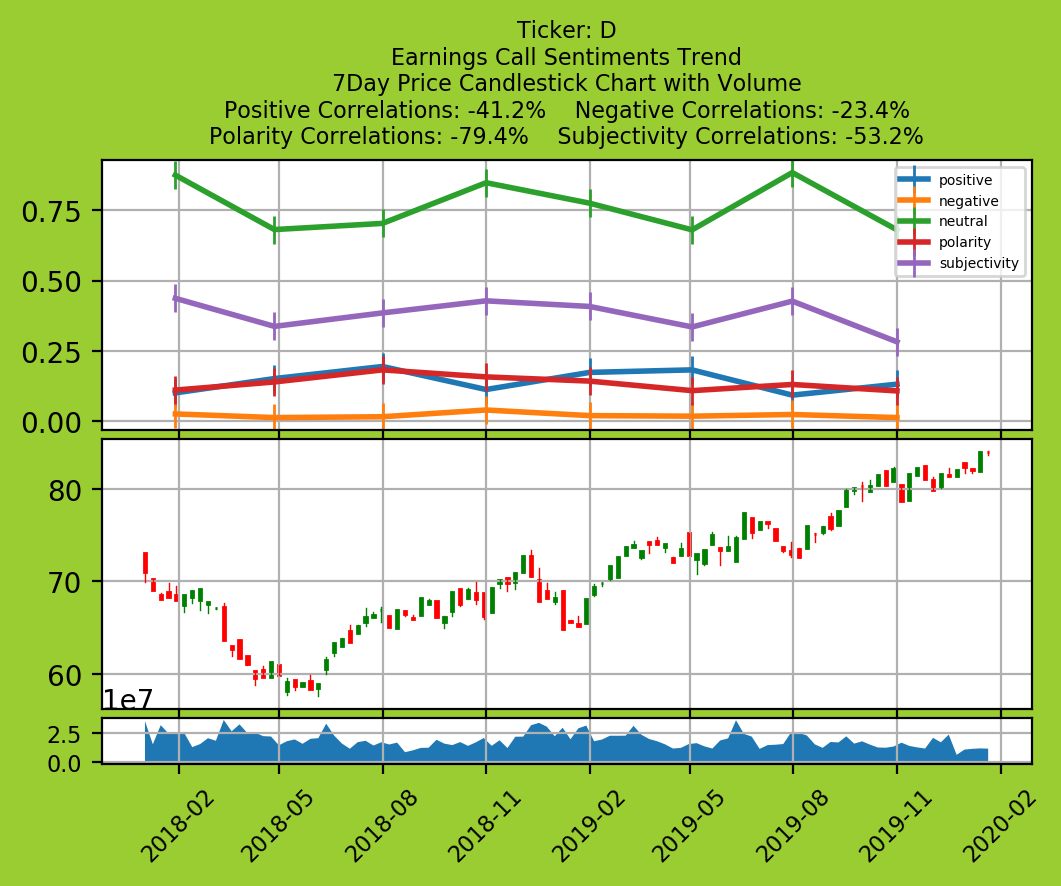 Ticker: D
Earnings Call Sentiments Trend
7Day Price Candlestick Chart with Volume
Positive Correlations: -41.2%    Negative Correlations: -23.4%
Polarity Correlations: -79.4%    Subjectivity Correlations: -53.2%
positive
negative
neutral
polarity
subjectivity
0.75
0.50
0.25
0.00
80
70
60
1e7
2.5
0.0
2018-02
2018-05
2018-08
2018-11
2019-02
2019-05
2019-08
2019-11
2020-02